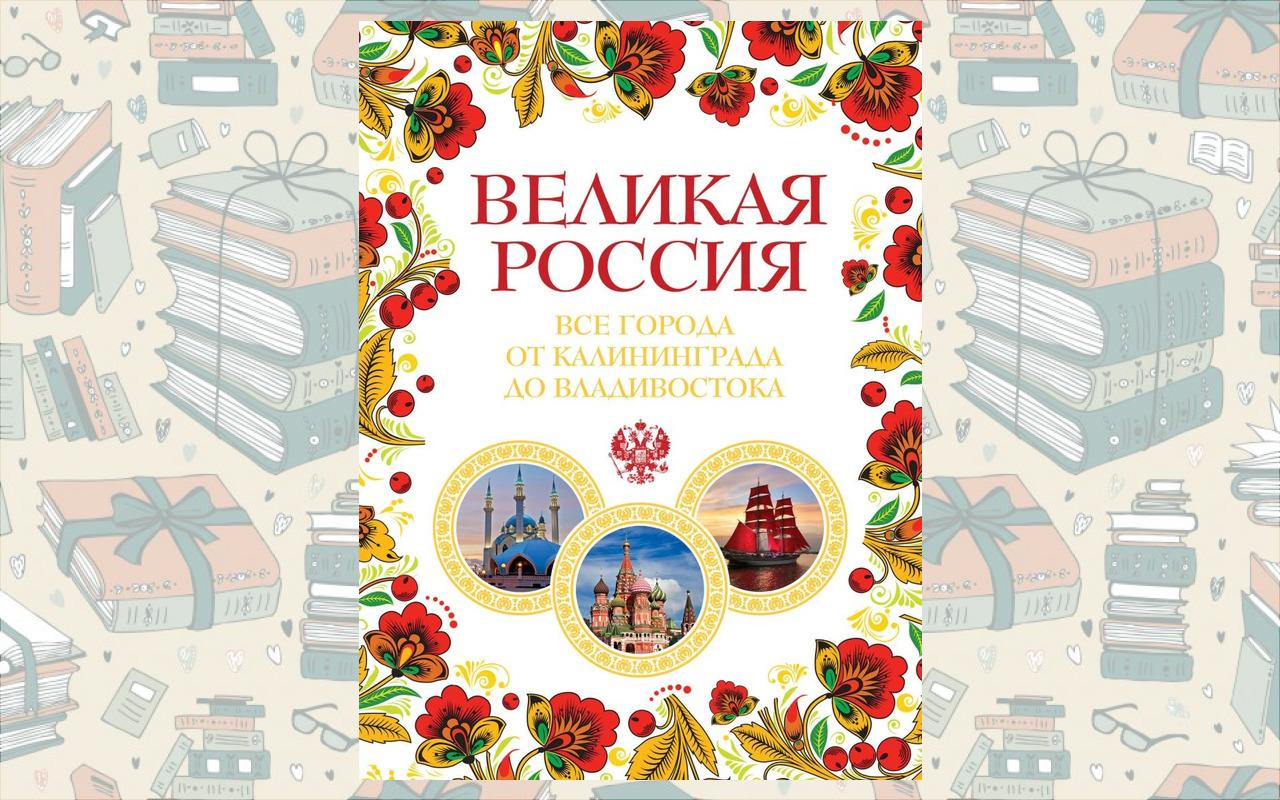 ВЕЛИКАЯ
РОССИЯ
ВСЕ ГОРОДА
ОТ КАЛИНИНГРАДА
ДО ВЛАДИВОСТОКА